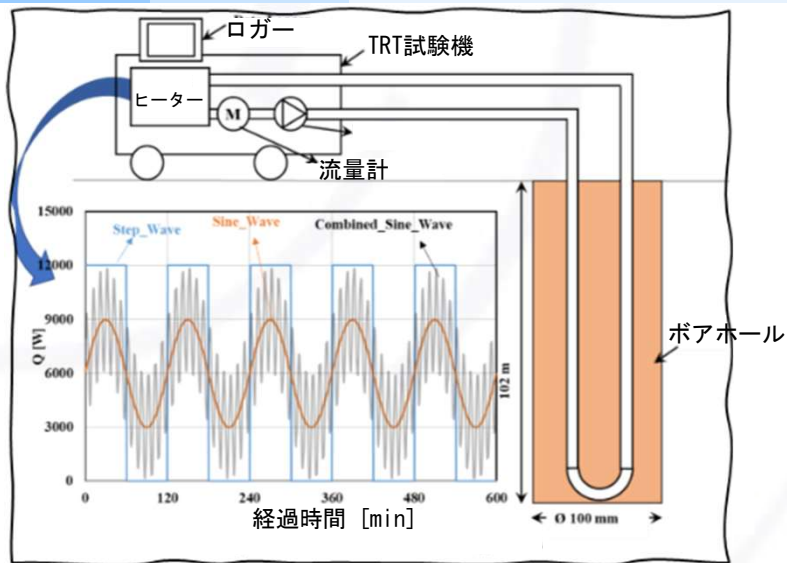 ロガー
TRT試験機
ヒーター
M
流量計
15000
12000
9000
6000
3000
0
Q [W]
Step_Wave
Sine_Wave
Combined_Sine_Wave
0
120
240
360
480
600
経過時間 [min]
102 m
ボアホール
Ø 100 mm